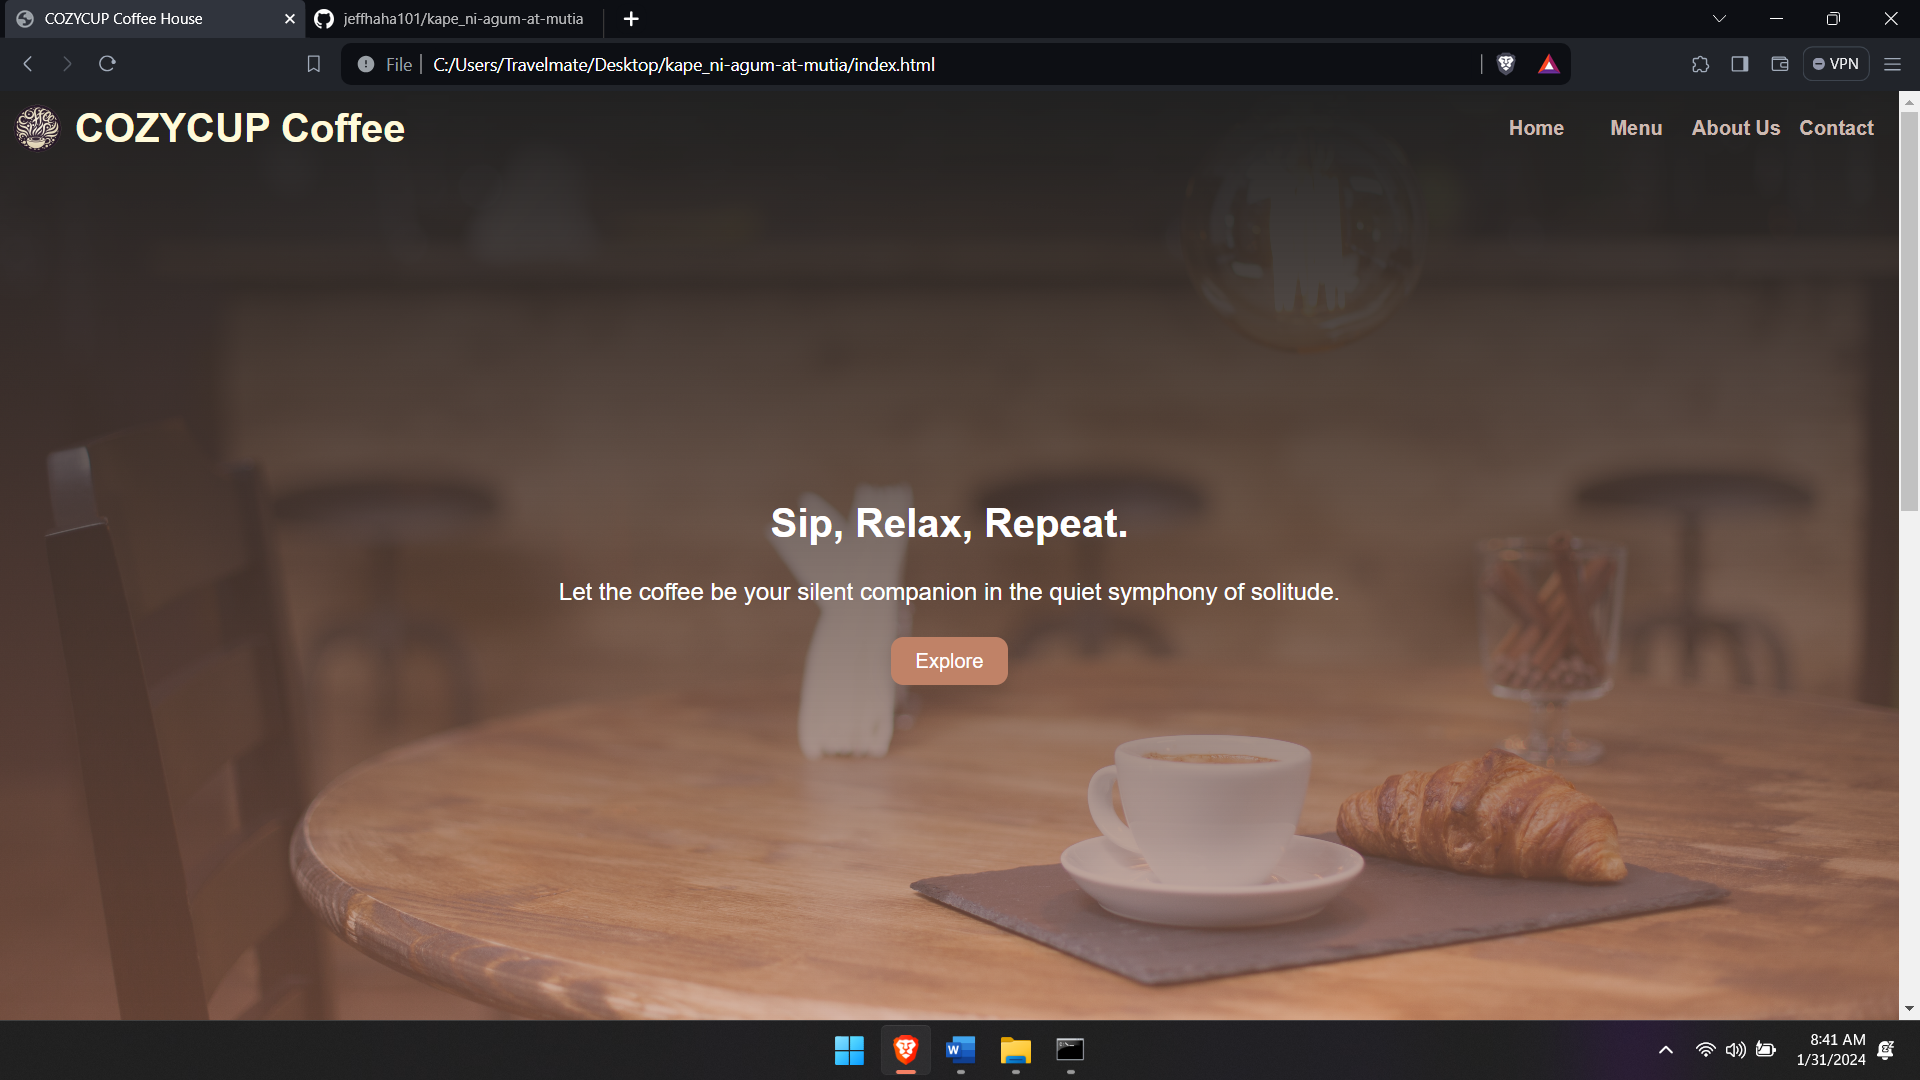 COZYCUP Coffee House
jeffhaha101/kape_ni-agum-at-mutia
File
C:/Users/Travelmate/Desktop/kape_ni-agum-at-mutia/index.html
VPN
COZYCUP Coffee
Home Menu About Us Contact
Sip, Relax, Repeat.
Let the coffee be your silent companion in the quiet symphony of solitude.
Explore
8:41 AM
1/31/2024